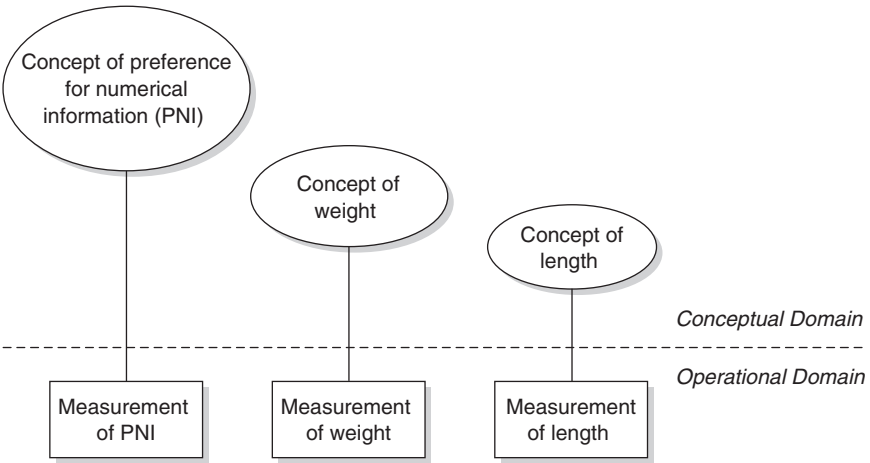 Concept of preference
for numerical
information (PNI)
Concept of
weight
Concept of
length
Conceptual Domain
Operational Domain
Measurement
of PNI
Measurement
of weight
Measurement
of length